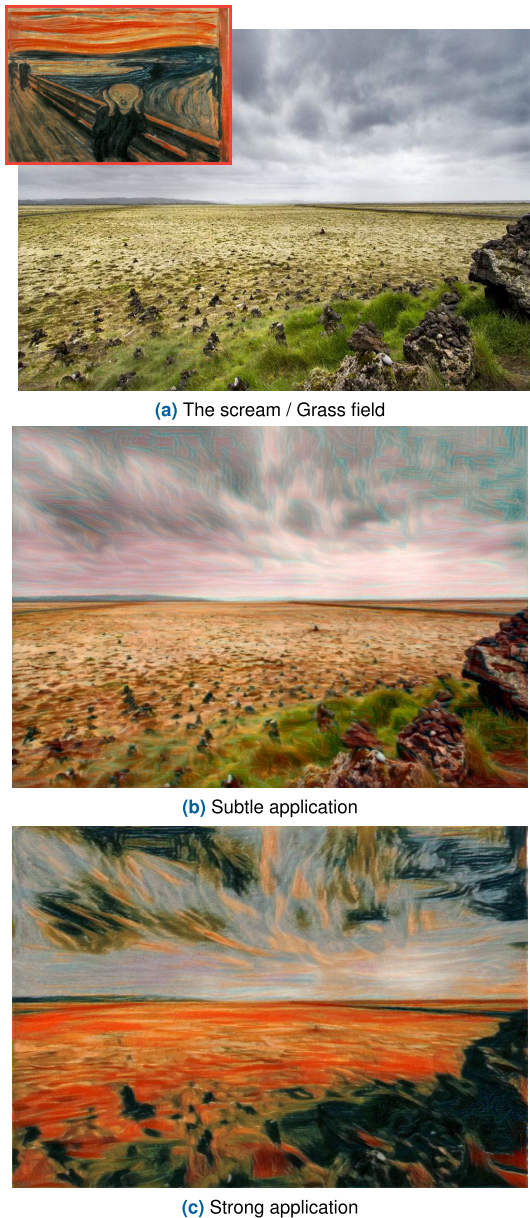 (a) The scream / Grass field
(b) Subtle application
(c) Strong application